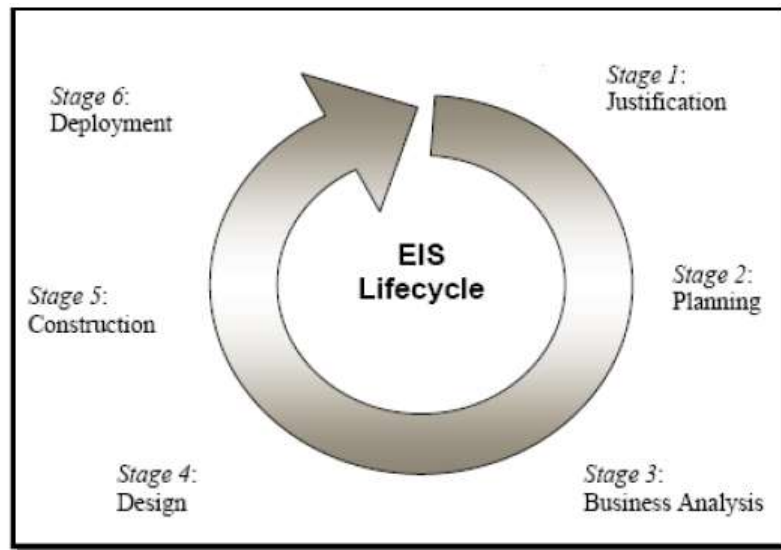 Stage 1:
Justification
Stage 2:
Planning
Stage 3:
Business Analysis
Stage 4:
Design
Stage 5:
Construction
Stage 6:
Deployment
EIS
Lifecycle